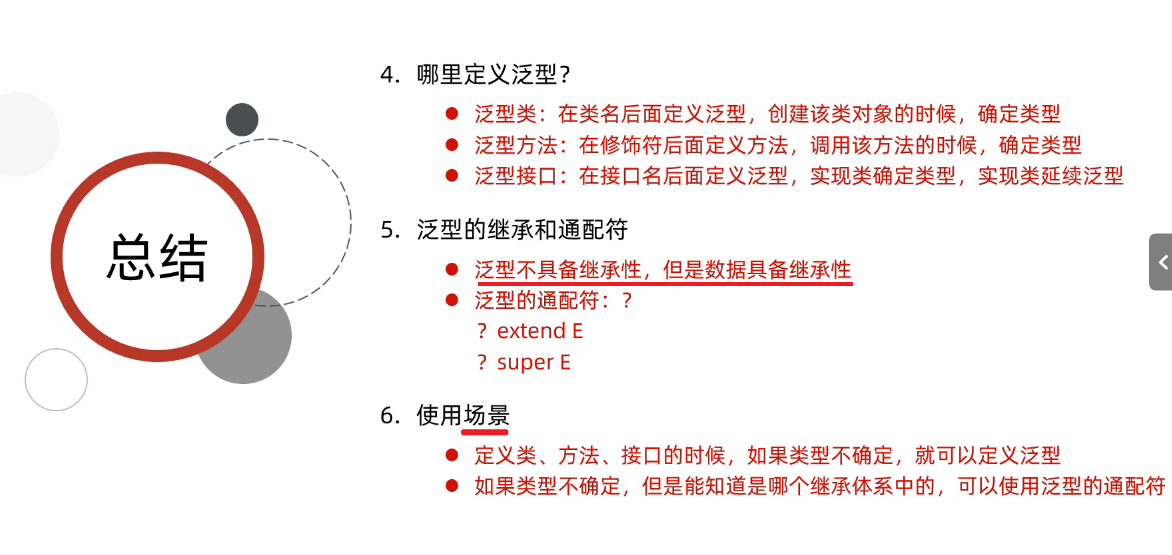 总结
4. 哪里定义泛型?
泛型类：在类名后面定义泛型，创建该类对象的时候，确定类型
泛型方法：在修饰符后面定义方法，调用该方法的时候，确定类型
泛型接口：在接口名后面定义泛型，实现类确定类型，实现类延续泛型
5. 泛型的继承和通配符
泛型不具备继承性，但是数据具备继承性
泛型的通配符：?
? extend E
? super E
6. 使用场景
定义类、方法、接口的时候，如果类型不确定，就可以定义泛型
如果类型不确定，但是能知道是哪个继承体系中的，可以使用泛型的通配符